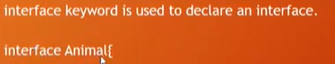 interface keyword is used to declare an interface.
interface Animal{